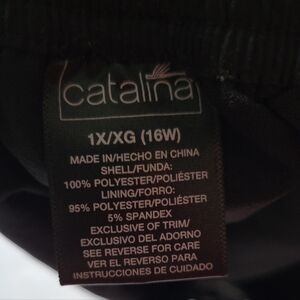 catalina
1X/XG (16W)
MADE IN/HECHO EN CHINA
SHELL/FUNDA:
100% POLYESTER/POLIÉSTER
LINING/FORRO:
95% POLYESTER/POLIÉSTER
5% SPANDEX
EXCLUSIVE OF TRIM/
EXCLUSIVO DEL ADORNO
SEE REVERSE FOR CARE
VER EL REVERSO PARA
INSTRUCCIONES DE CUIDADO